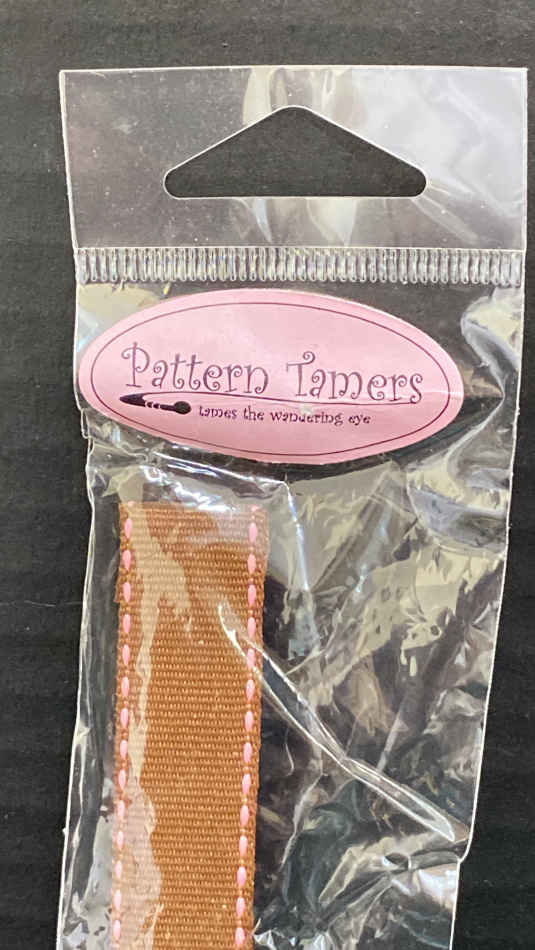 Pattern Tamers
tames the wandering eye